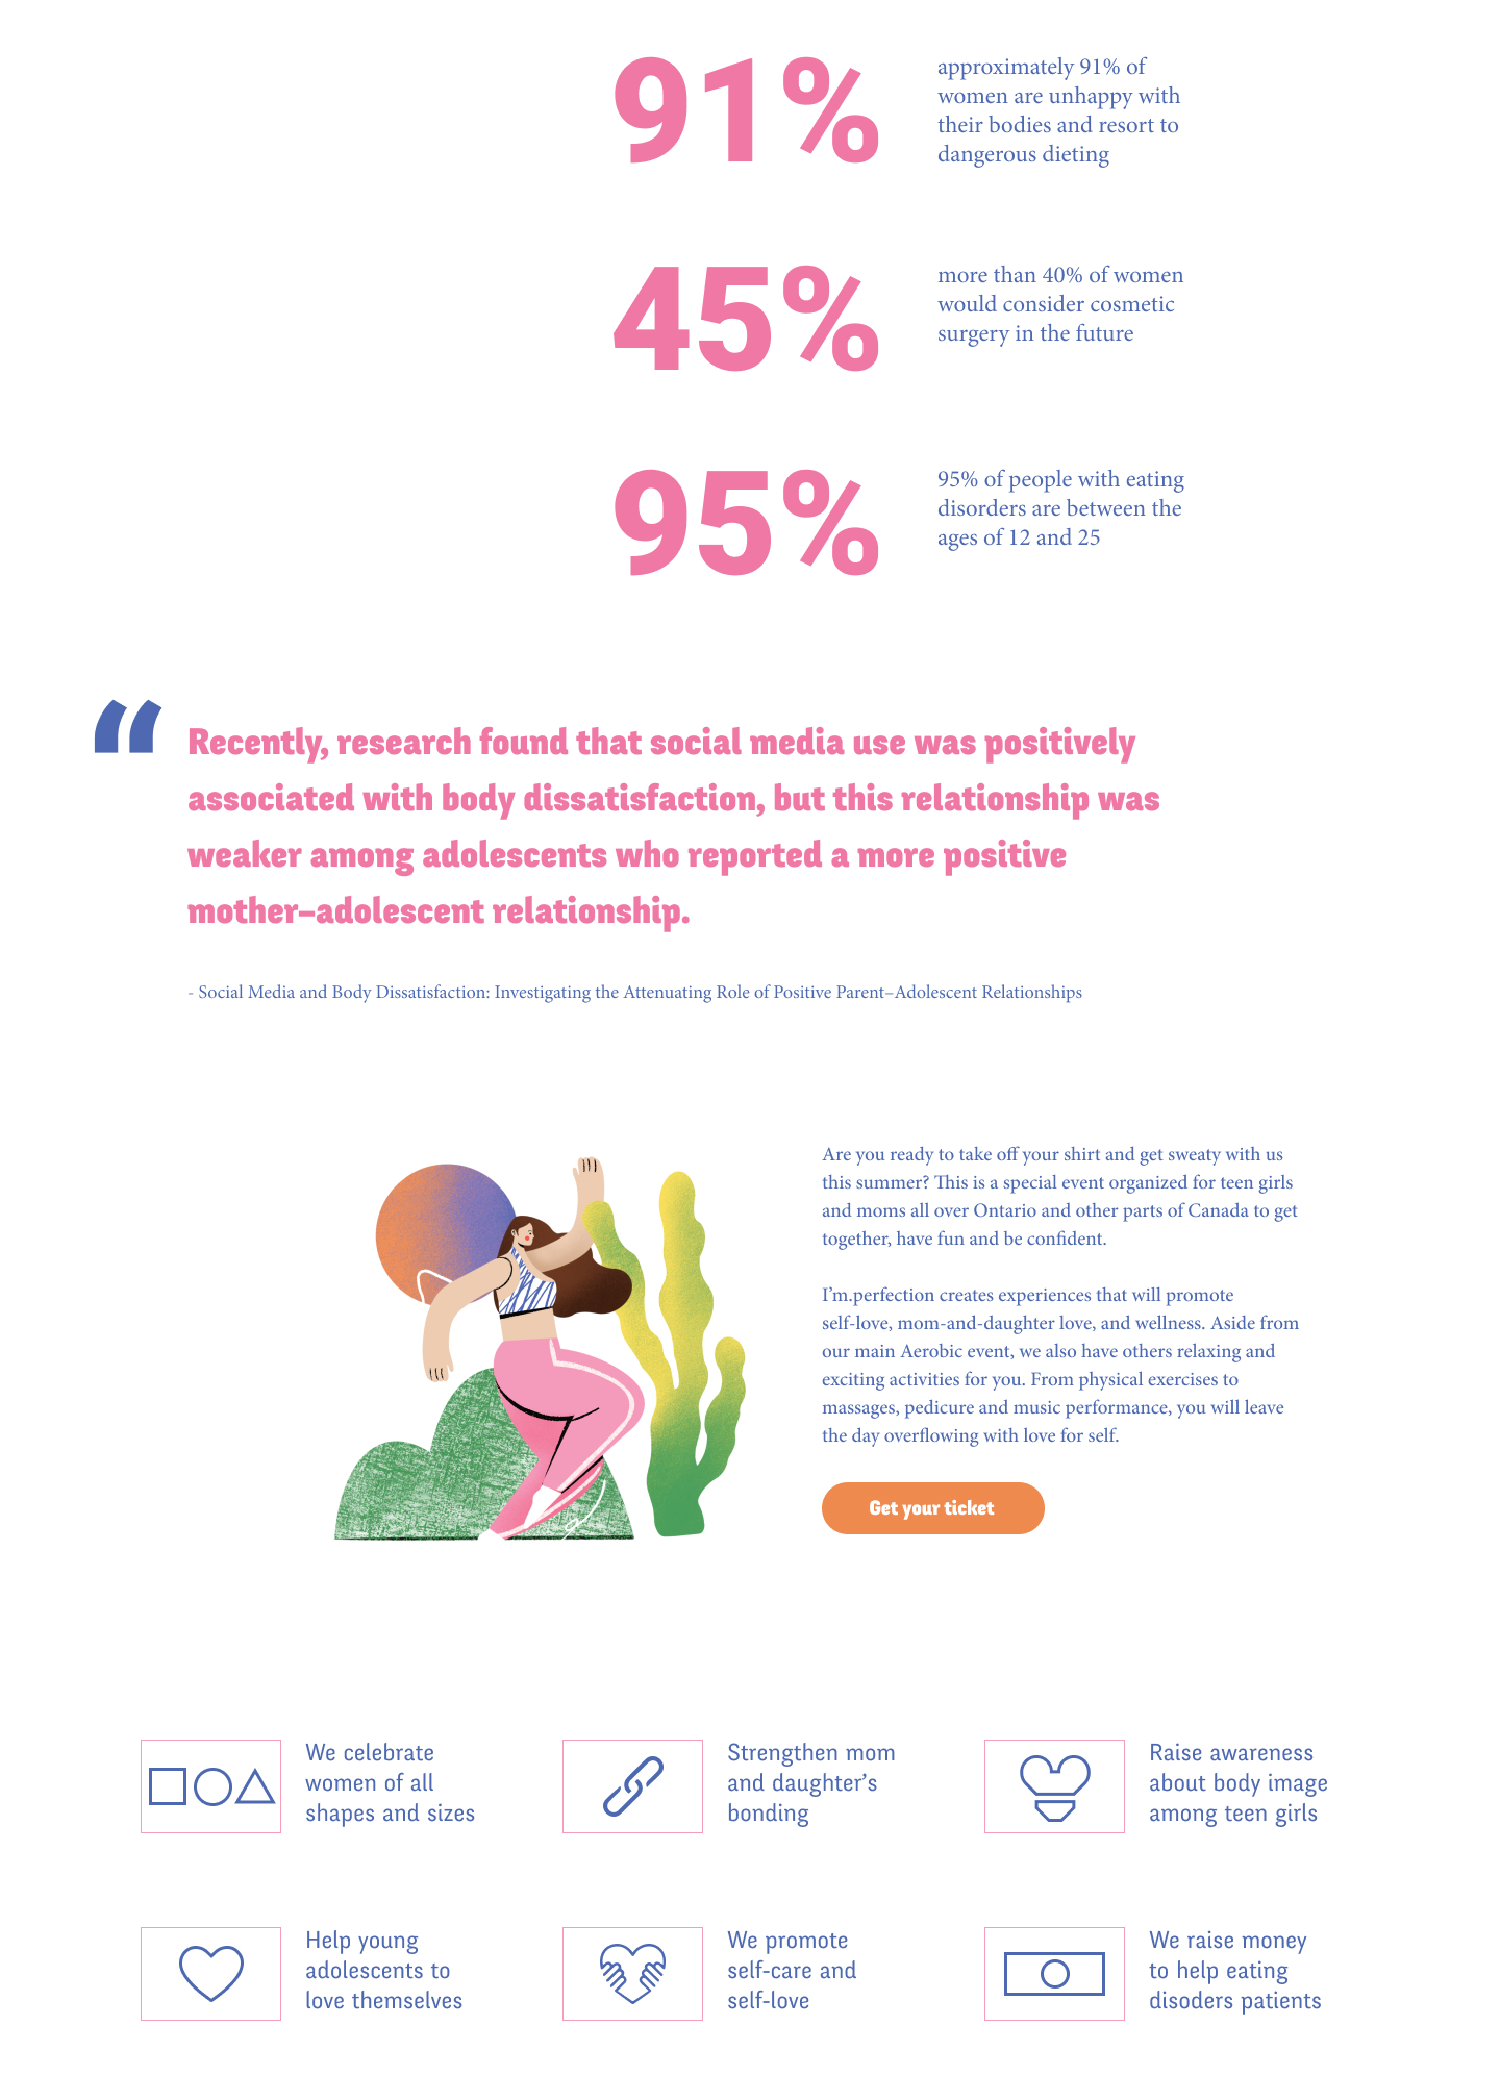 91%
approximately 91% of
women are unhappy with
their bodies and resort to
dangerous dieting
45%
more than 40% of women
would consider cosmetic
surgery in the future
95%
95% of people with eating
disorders are between the
ages of 12 and 25
“
Recently, research found that social media use was positively
associated with body dissatisfaction, but this relationship was
weaker among adolescents who reported a more positive
mother–adolescent relationship.
- Social Media and Body Dissatisfaction: Investigating the Attenuating Role of Positive Parent–Adolescent Relationships
Are you ready to take off your shirt and get sweaty with us
this summer? This is a special event organized for teen girls
and moms all over Ontario and other parts of Canada to get
together, have fun and be confident.
I’m.perfection creates experiences that will promote
self-love, mom-and-daughter love, and wellness. Aside from
our main Aerobic event, we also have others relaxing and
exciting activities for you. From physical exercises to
massages, pedicure and music performance, you will leave
the day overflowing with love for self.
Get your ticket
We celebrate
women of all
shapes and sizes
Strengthen mom
and daughter’s
bonding
Raise awareness
about body image
among teen girls
Help young
adolescents to
love themselves
We promote
self-care and
self-love
We raise money
to help eating
disoders patients